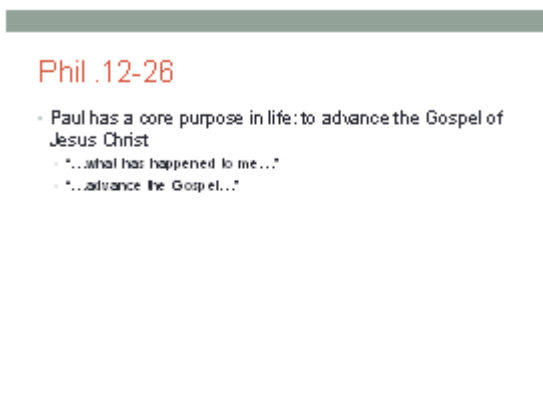 Phil .12-26
Paul has a core purpose in life: to advance the Gospel of
Jesus Christ
"...what has happened to me..."
"...advance the Gospel..."